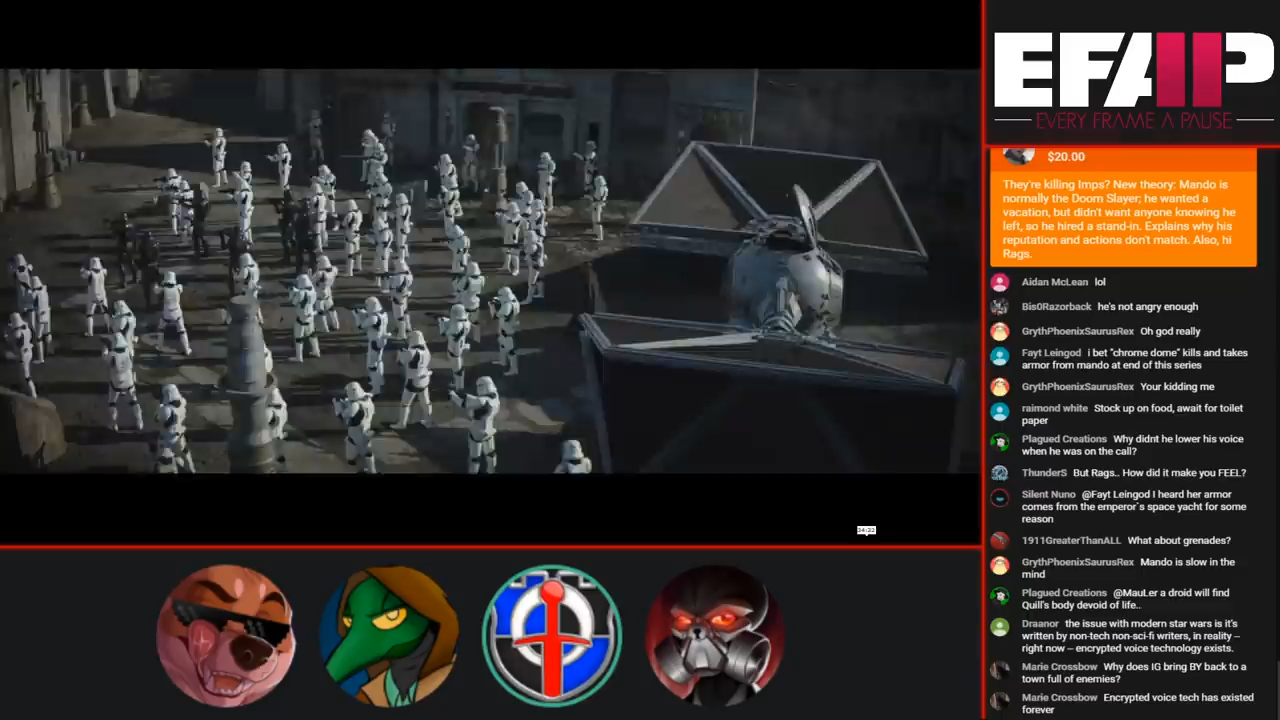 EFAP
EVERY FRAME A PAUSE
$20.00
They're killing Imps? New theory: Mando is
normally the Doom Slayer; he wanted a
vacation, but didn't want anyone knowing he
left, so he hired a stand-in. Explains why his
reputation and actions don't match. Also, hi
Rags.
Aidan McLean lol
Bis0Razorback he's not angry enough
GrythPhoenixSaurusRex Oh god really
Fayt Leingod i bet "chrome dome" kills and takes
armor from mando at end of this series
GrythPhoenixSaurusRex Your kidding me
raimond white Stock up on food, await for toilet
paper
Plagued Creations Why didnt he lower his voice
when he was on the call?
ThunderS But Rags.. How did it make you FEEL?
Silent Nuno @Fayt Leingod I heard her armor
comes from the emperor`s space yacht for some
reason
1911GreaterThanALL What about grenades?
GrythPhoenixSaurusRex Mando is slow in the
mind
Plagued Creations @MauLer a droid will find
Quill's body devoid of life..
Draanor the issue with modern star wars is it's
written by non-tech non-sci-fi writers, in reality --
right now -- encrypted voice technology exists.
Marie Crossbow Why does IG bring BY back to a
town full of enemies?
Marie Crossbow Encrypted voice tech has existed
forever
34:32